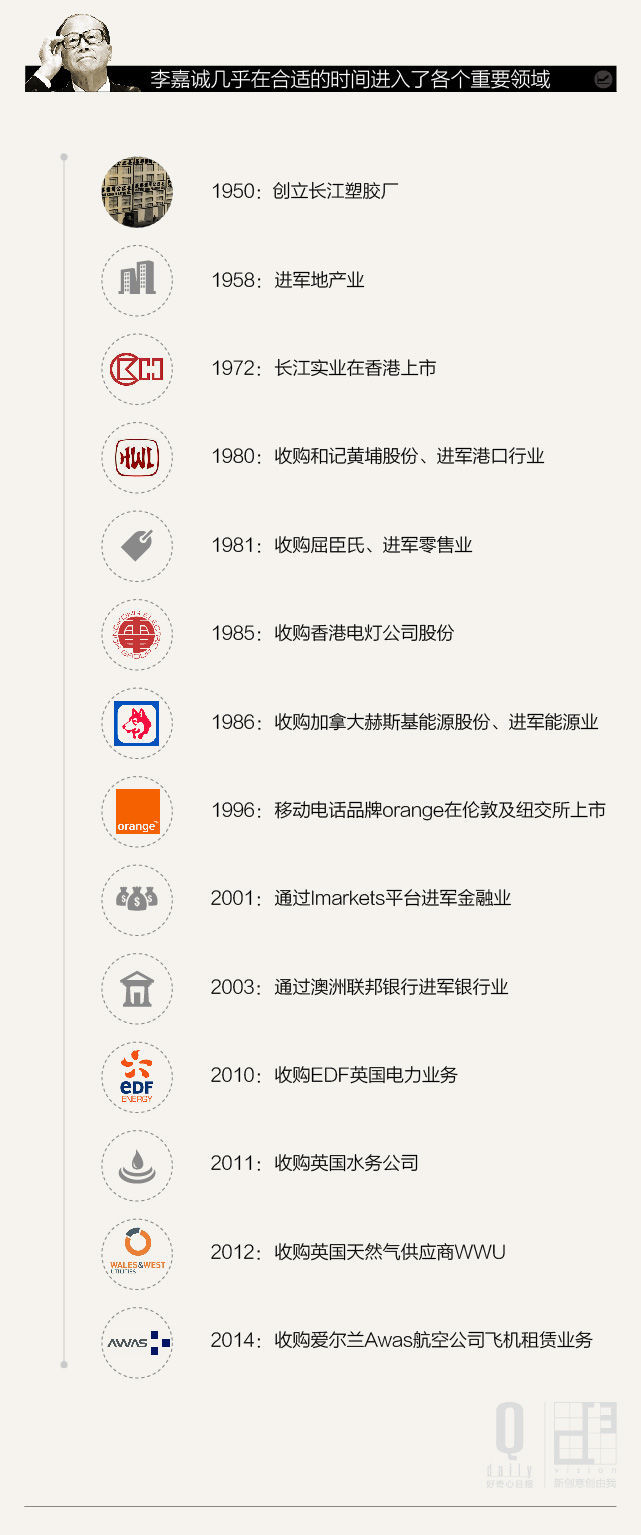 李嘉诚几乎在合适的时间进入了各个重要领域
1950：创立长江塑胶厂
1958：进军地产业
1972：长江实业在香港上市
HWL
1980：收购和记黄埔股份、进军港口行业
1981：收购屈臣氏、进军零售业
1985：收购香港电灯公司股份
1986：收购加拿大赫斯基能源股份、进军能源业
orange™
1996：移动电话品牌orange在伦敦及纽交所上市
$ $ $
2001：通过Imarkets平台进军金融业
2003：通过澳洲联邦银行进军银行业
eDF
ENERGY
2010：收购EDF英国电力业务
2011：收购英国水务公司
WALES&WEST
UTILITIES
2012：收购英国天然气供应商WWU
AWAS
2014：收购爱尔兰Awas航空公司飞机租赁业务
Q
daily
好奇心日报
d3
vision
新创意创由我